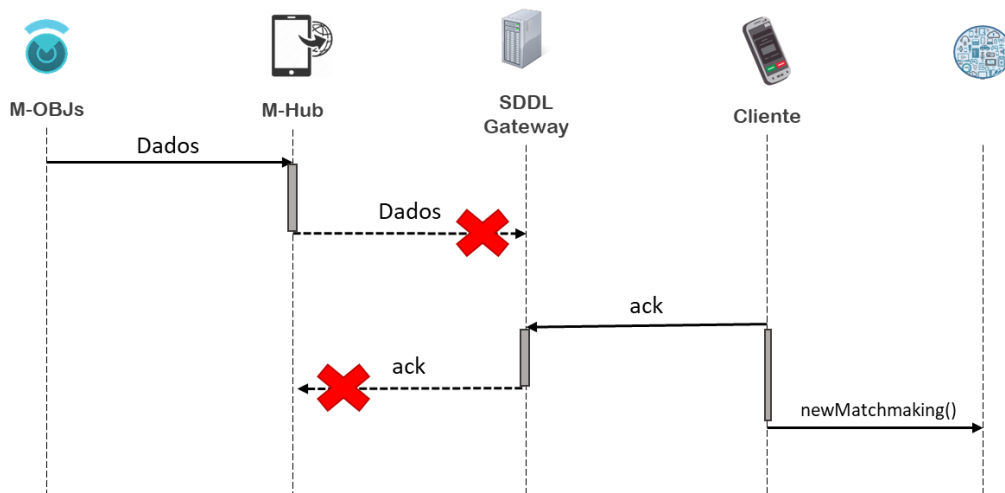 M-OBJs
M-Hub
SDDL
Gateway
Cliente
Dados
Dados
ack
ack
newMatchmaking()